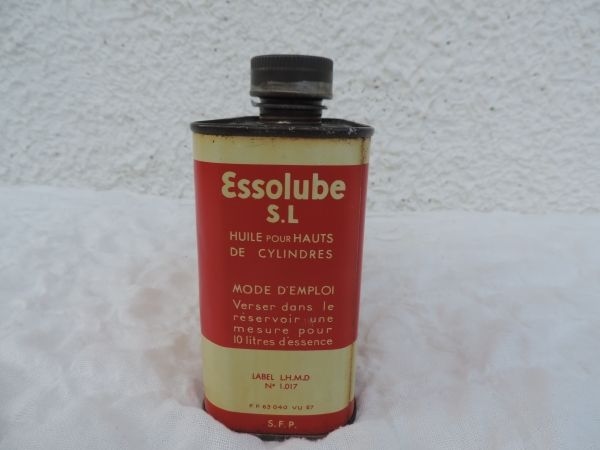 Essolube
S.L
HUILE POUR HAUTS
DE CYLINDRES
MODE D'EMPLOI
Verser dans le
réservoir une
mesure pour
10 litres d'essence
LABEL L.H.M.D
N° 1.017
S.F.P.